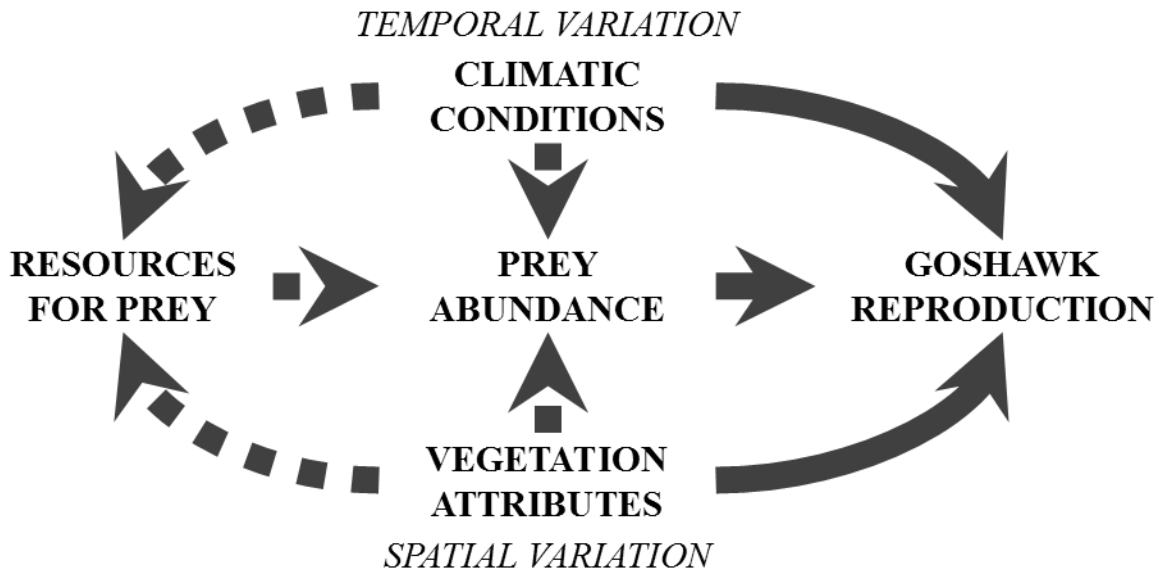 TEMPORAL VARIATION
CLIMATIC
CONDITIONS
RESOURCES
FOR PREY
PREY
ABUNDANCE
GOSHAWK
REPRODUCTION
VEGETATION
ATTRIBUTES
SPATIAL VARIATION